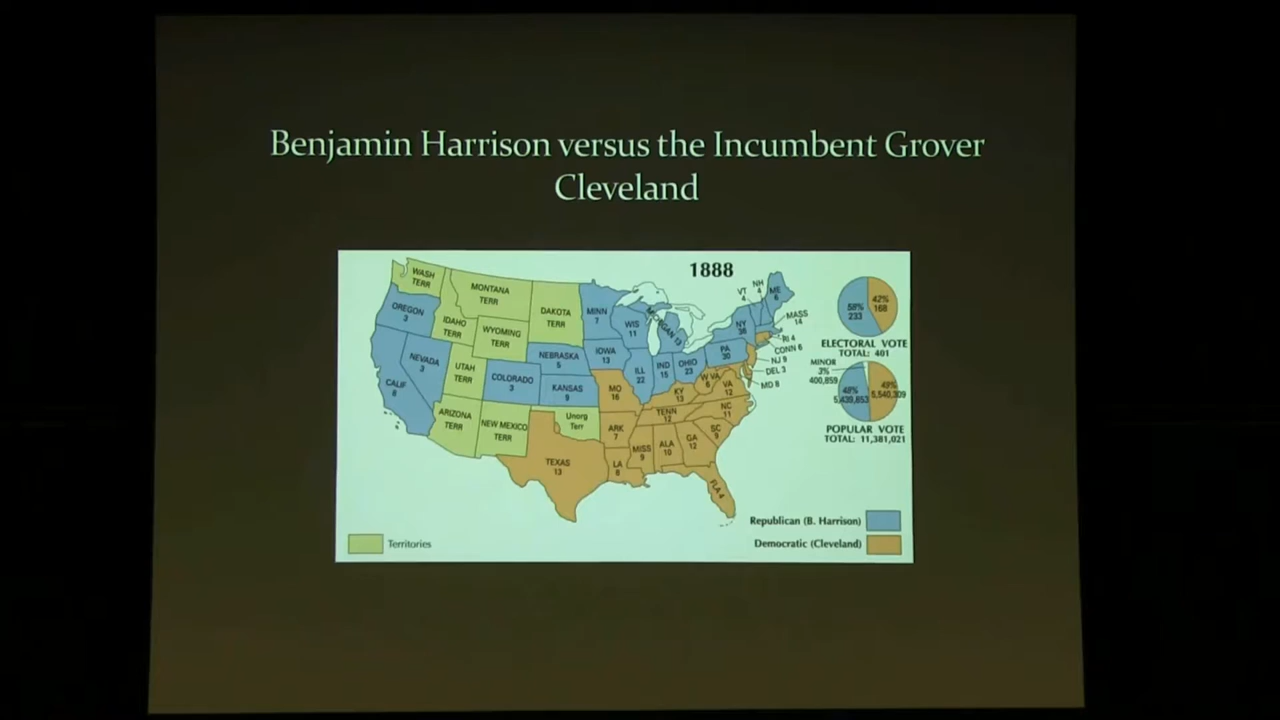 Benjamin Harrison versus the Incumbent Grover
Cleveland
1888
WASH
TERR
MONTANA
TERR
DAKOTA
TERR
MINN
7
OREGON
3
IDAHO
TERR
WYOMING
TERR
WIS
11
MICHIGAN 13
VT
4
NH
4
ME
6
MASS
14
NY
36
RI 4
CONN 6
NJ 9
DEL 3
MD 8
PA
30
NEVADA
3
UTAH
TERR
COLORADO
3
NEBRASKA
5
IOWA
13
ILL
22
IND
15
OHIO
23
W VA
6
VA
12
CALIF
8
KANSAS
9
MO
16
KY
13
NC
11
ARIZONA
TERR
NEW MEXICO
TERR
Unorg
Terr
TENN
12
ARK
7
SC
9
TEXAS
13
LA
8
MISS
9
ALA
10
GA
12
FLA 4
58%
233
42%
168
ELECTORAL VOTE
TOTAL: 401
MINOR
3%
400,859
48%
5,439,853
49%
5,540,309
POPULAR VOTE
TOTAL: 11,381,021
Republican (B. Harrison)
Democratic (Cleveland)
Territories